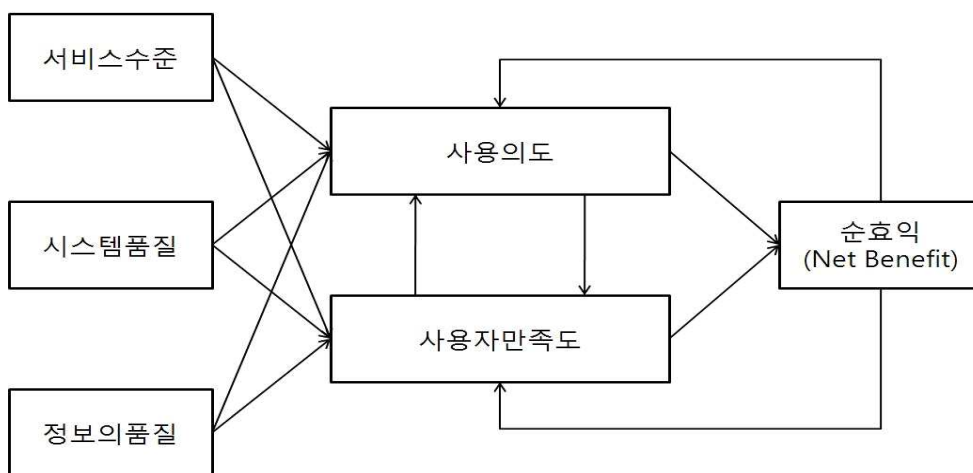 서비스수준
사용의도
시스템품질
순효익
(Net Benefit)
사용자만족도
정보의품질